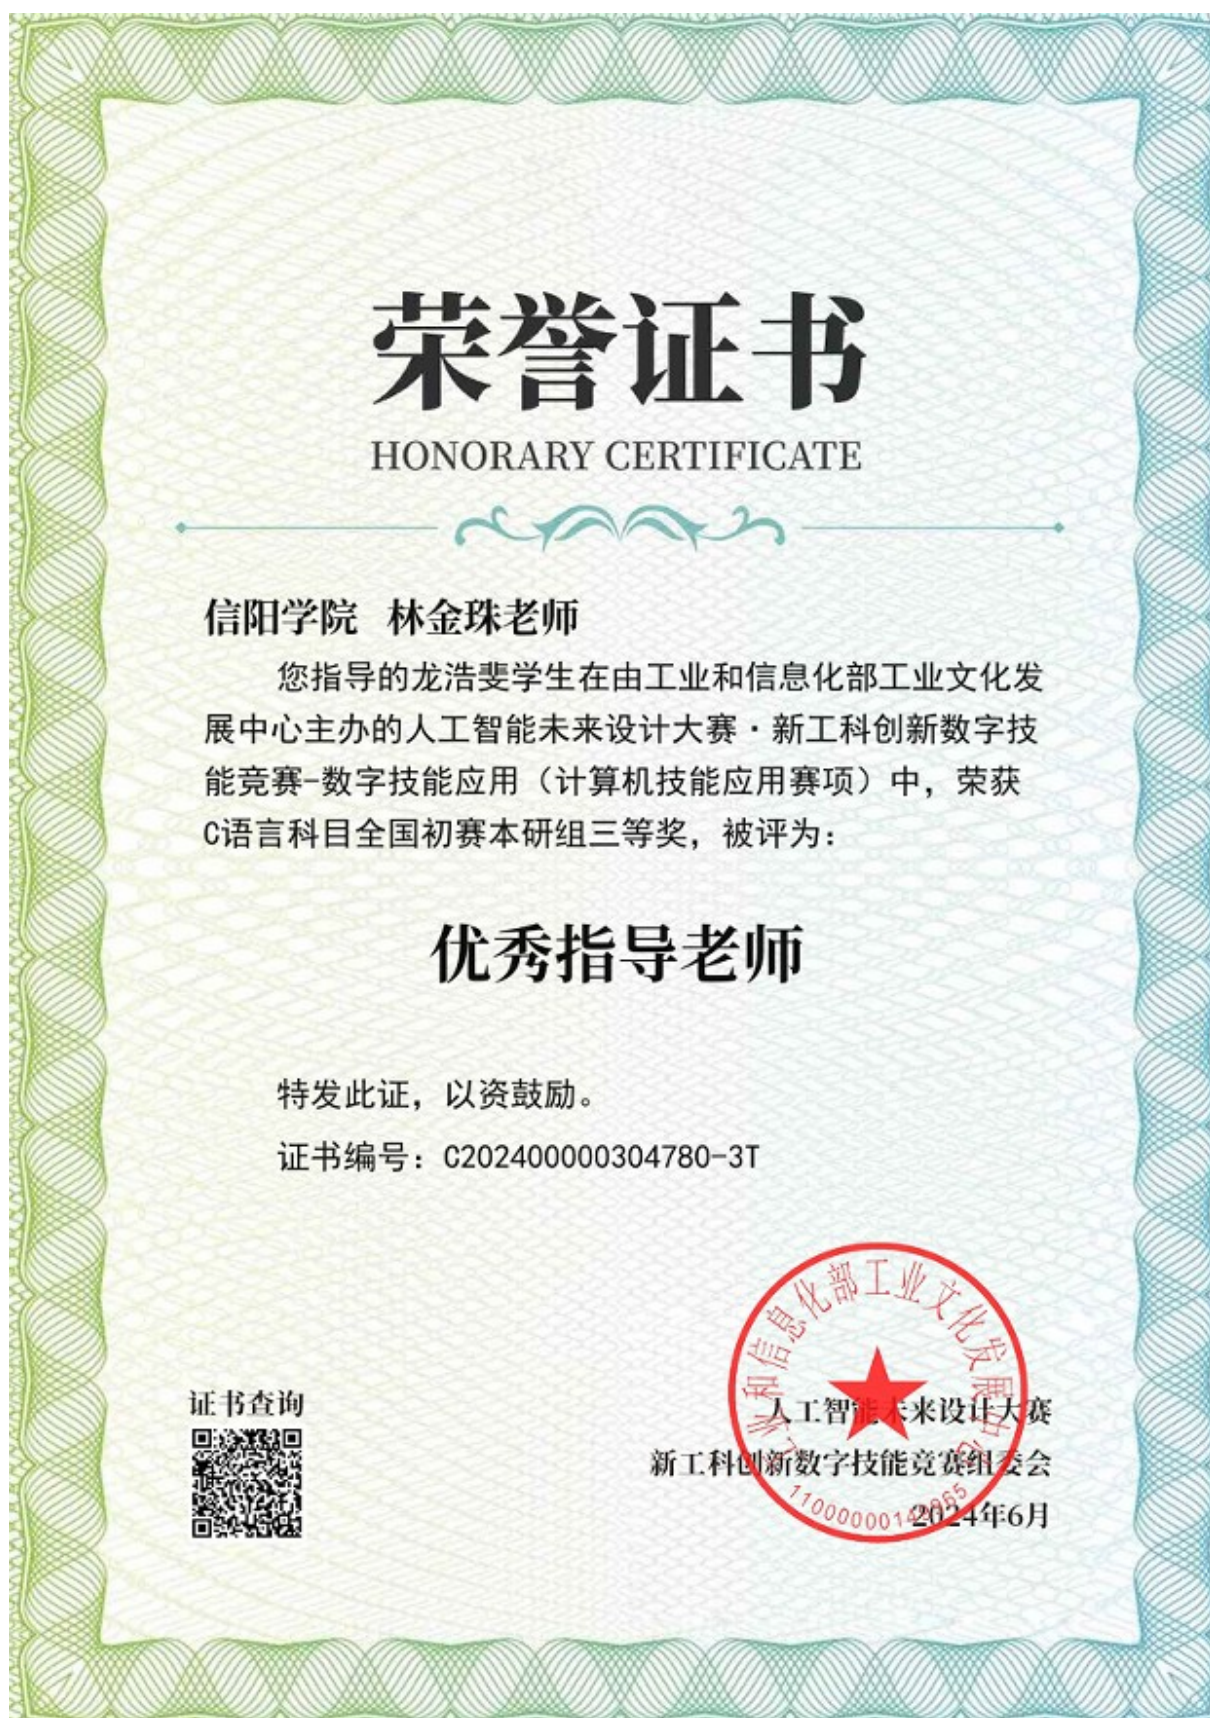 荣誉证书
HONORARY CERTIFICATE
信阳学院 林金珠老师
您指导的龙浩斐学生在由工业和信息化部工业文化发
展中心主办的人工智能未来设计大赛·新工科创新数字技
能竞赛-数字技能应用（计算机技能应用赛项）中，荣获
C语言科目全国初赛本研组三等奖，被评为：
优秀指导老师
特发此证，以资鼓励。
证书编号：C202400000304780-3T
工业和信息化部工业文化发展中心
证书查询
人工智能未来设计大赛
新工科创新数字技能竞赛组委会
2024年6月